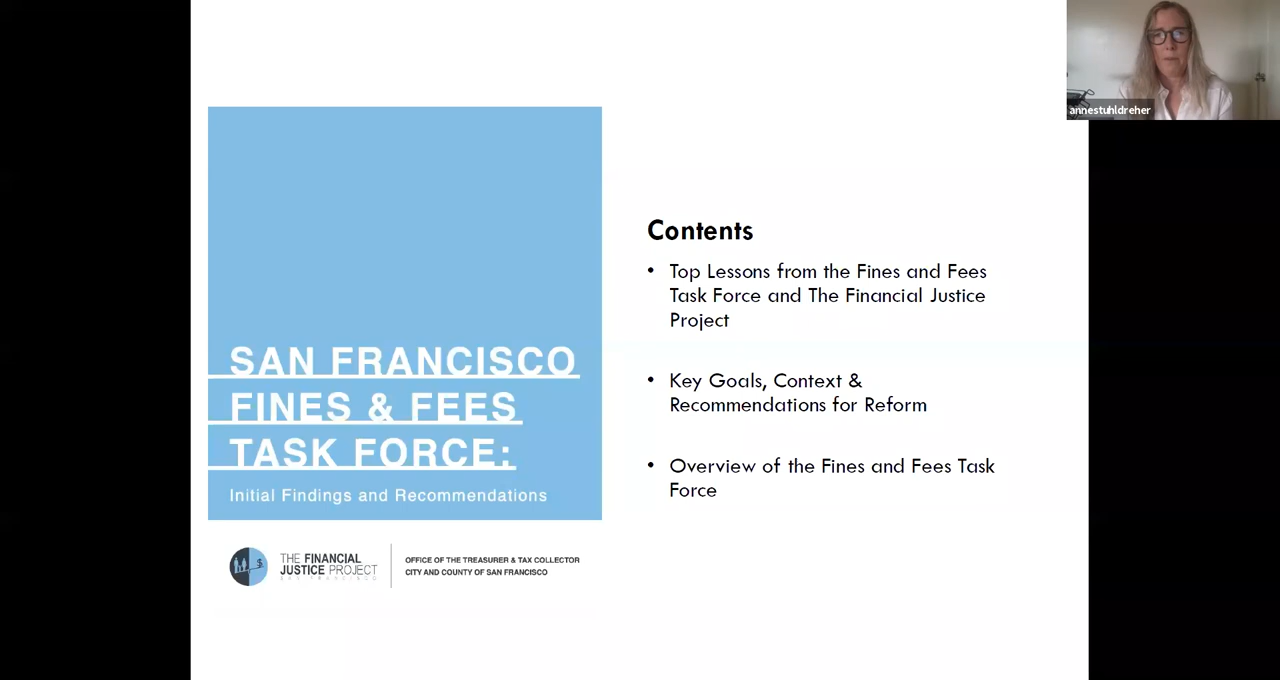 annestuhldreher
SAN FRANCISCO
FINES & FEES
TASK FORCE:
Initial Findings and Recommendations
THE FINANCIAL
JUSTICE PROJECT
SAN FRANCISCO
OFFICE OF THE TREASURER & TAX COLLECTOR
CITY AND COUNTY OF SAN FRANCISCO
Contents
• Top Lessons from the Fines and Fees
Task Force and The Financial Justice
Project
• Key Goals, Context &
Recommendations for Reform
• Overview of the Fines and Fees Task
Force